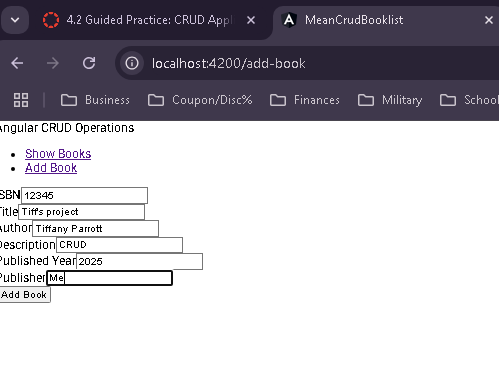 4.2 Guided Practice: CRUD Appl
MeanCrudBooklist
localhost:4200/add-book
Business
Coupon/Disc%
Finances
Military
School
Angular CRUD Operations
Show Books
Add Book
ISBN 12345
Title Tiff's project
Author Tiffany Parrott
Description CRUD
Published Year 2025
Publisher Me
Add Book